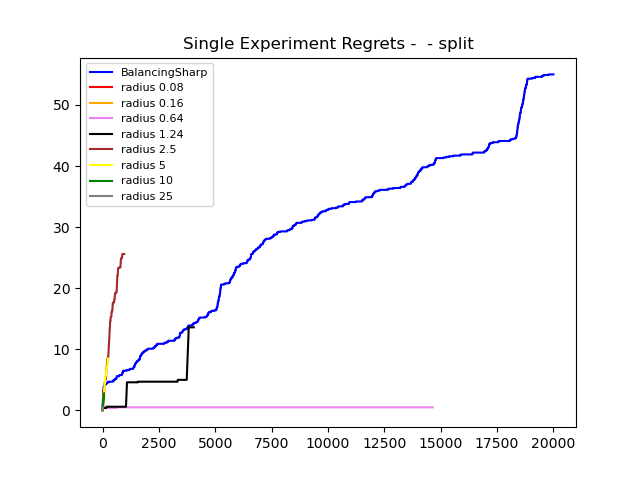 Single Experiment Regrets -  - split
BalancingSharp
radius 0.08
radius 0.16
radius 0.64
radius 1.24
radius 2.5
radius 5
radius 10
radius 25
50
40
30
20
10
0
0 2500 5000 7500 10000 12500 15000 17500 20000